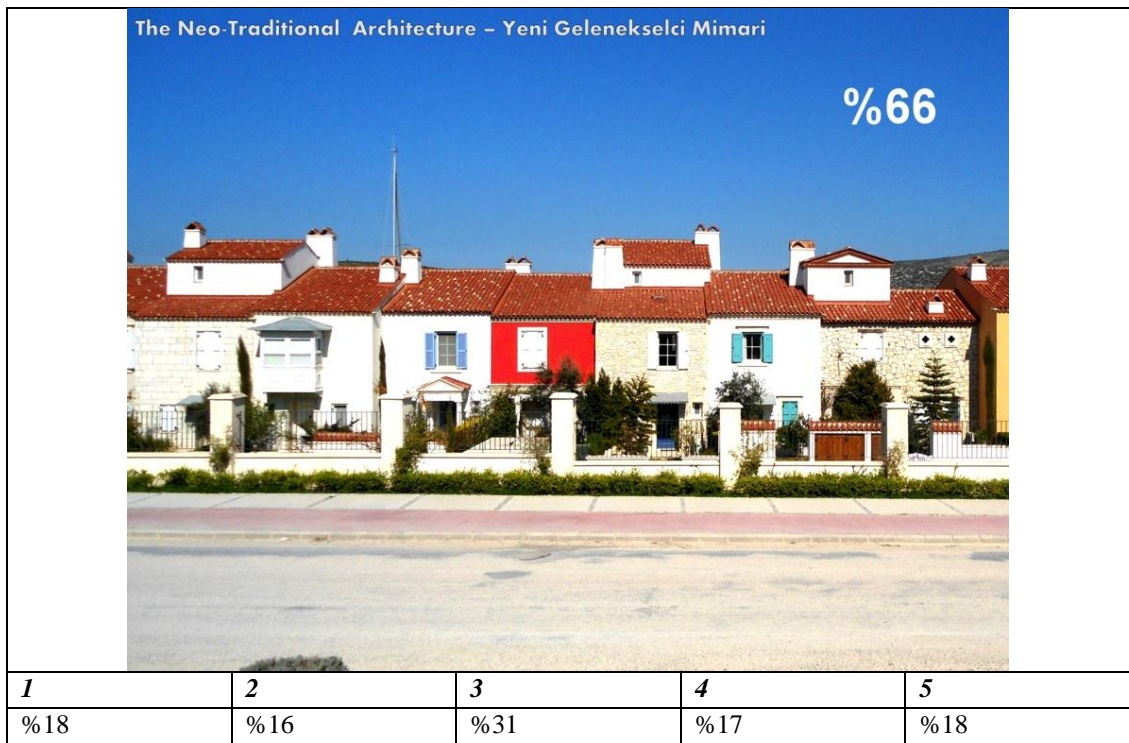 The Neo-Traditional Architecture – Yeni Gelenekselci Mimari
%66
1 2 3 4 5
%18 %16 %31 %17 %18